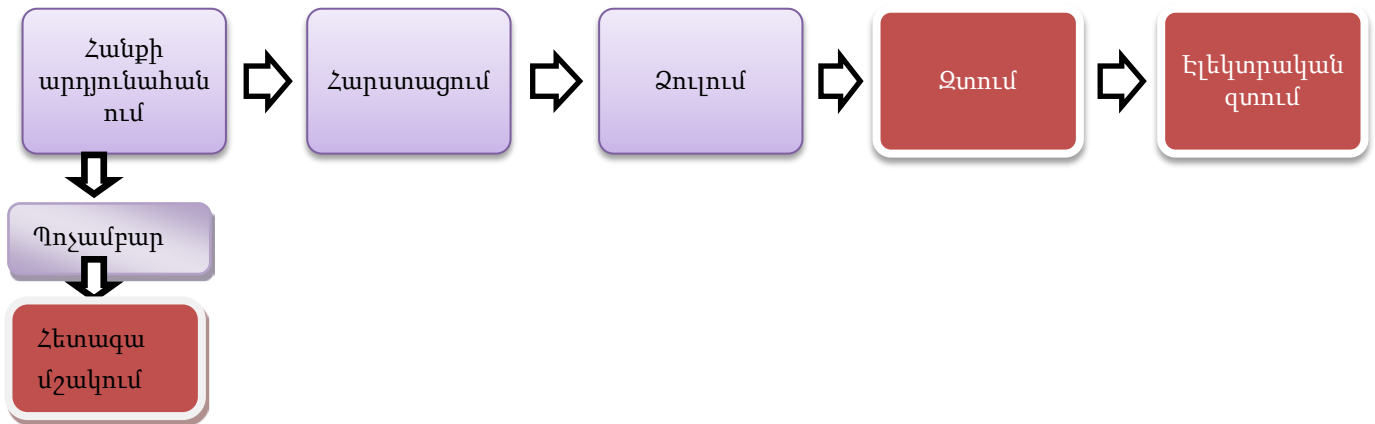 Հանքի
արդյունահան
ում
Հարստացում
Ձուլում
Զտում
Էլեկտրական
զտում
Պոչամբար
Հետագա
մշակում